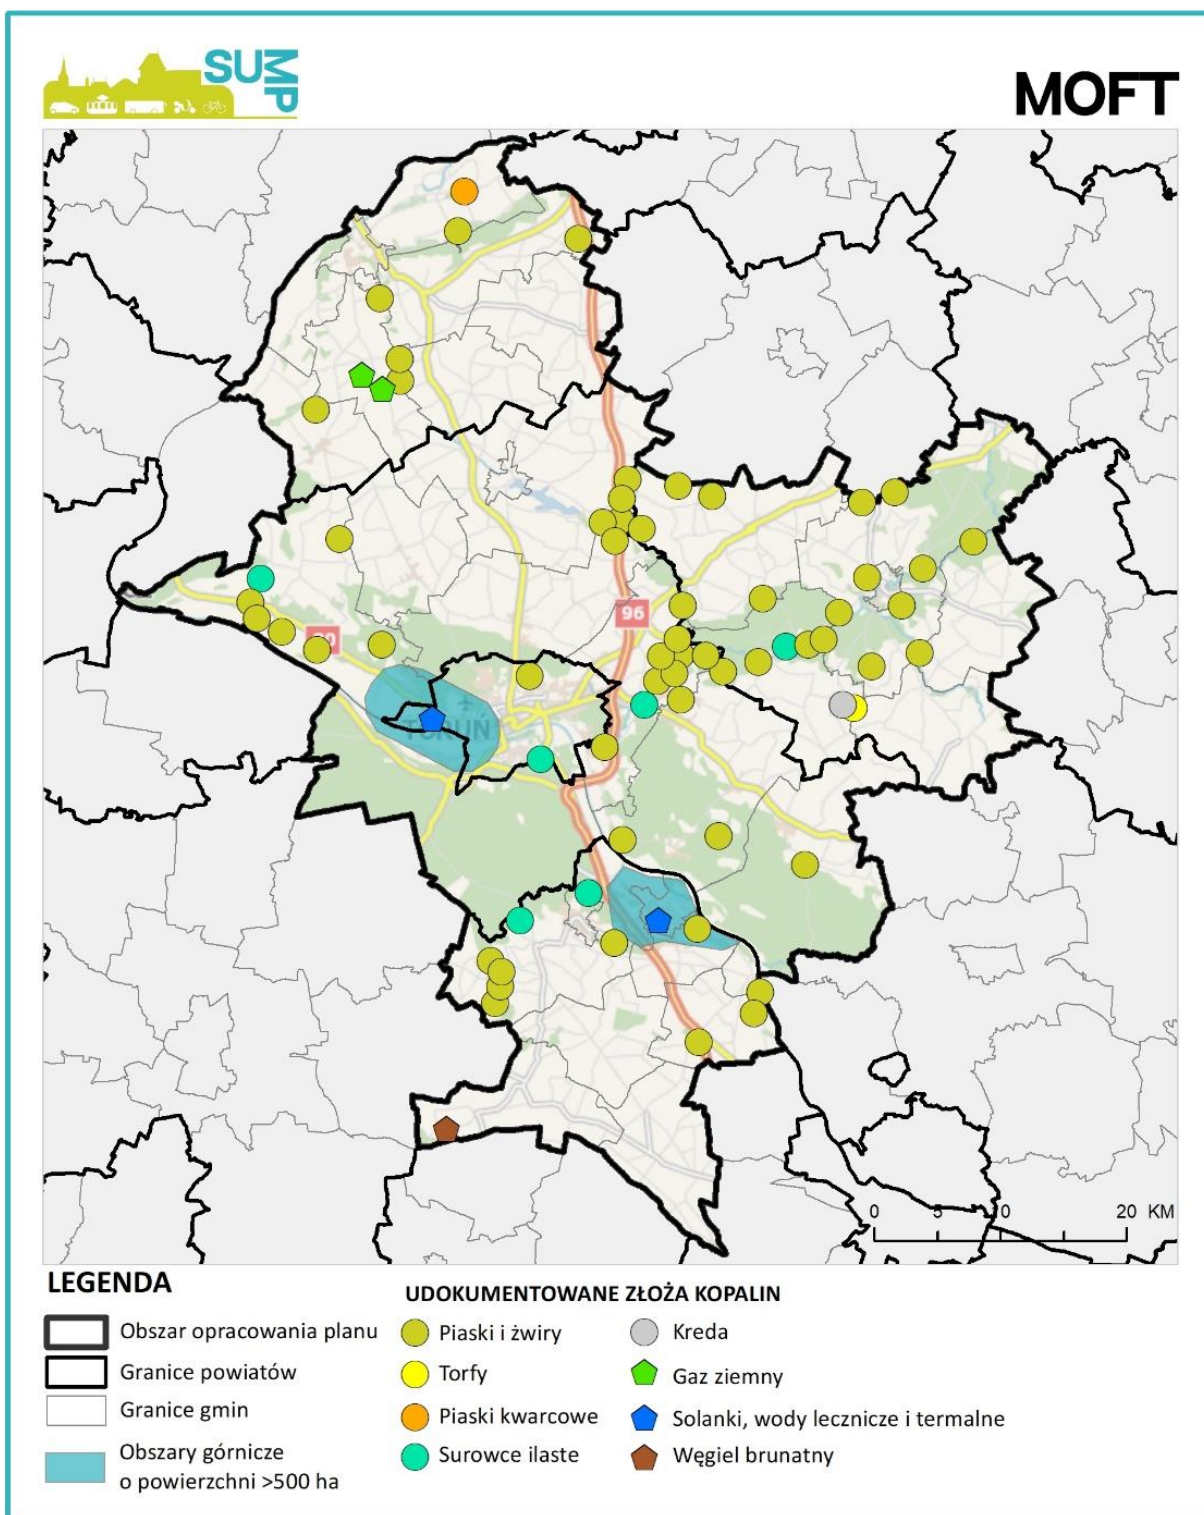 SUMP
MOFT
96
TORUŃ
0 5 10 20 KM
LEGENDA
Obszar opracowania planu
Granice powiatów
Granice gmin
Obszary górnicze
o powierzchni >500 ha
UDOKUMENTOWANE ZŁOŻA KOPALIN
Piaski i żwiry
Torfy
Piaski kwarcowe
Surowce ilaste
Kreda
Gaz ziemny
Solanki, wody lecznicze i termalne
Węgiel brunatny